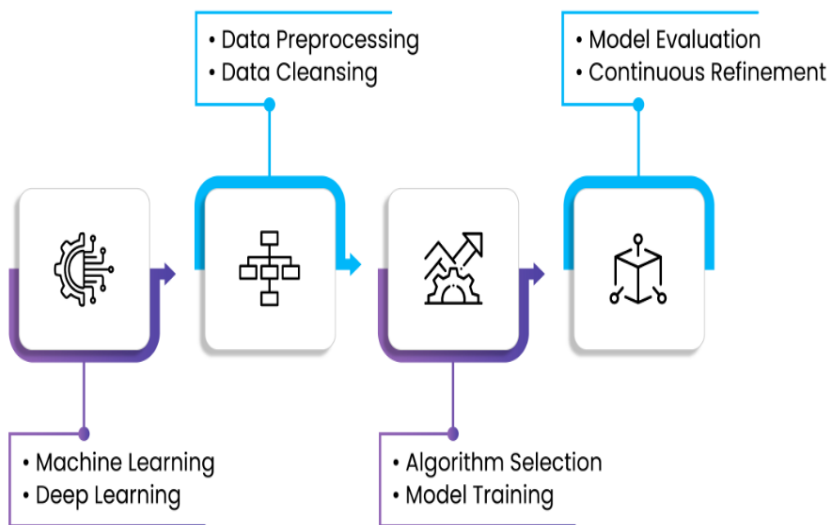 • Data Preprocessing
• Data Cleansing
• Model Evaluation
• Continuous Refinement
• Machine Learning
• Deep Learning
• Algorithm Selection
• Model Training